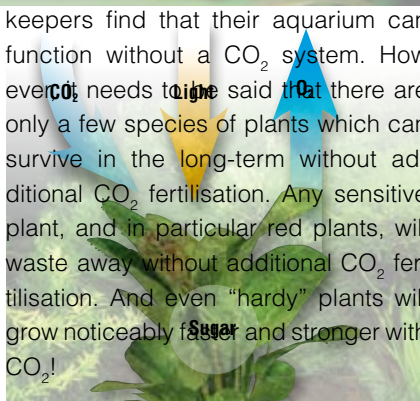 keepers find that their aquarium can
function without a CO₂ system. How
ever, it needs to be said that there are
only a few species of plants which can
survive in the long-term without ad
ditional CO₂ fertilisation. Any sensitive
plant, and in particular red plants, wil
waste away without additional CO₂ fer
tilisation. And even “hardy” plants wil
grow noticeably faster and stronger with
CO₂!
CO₂
Light
O₂
Sugar